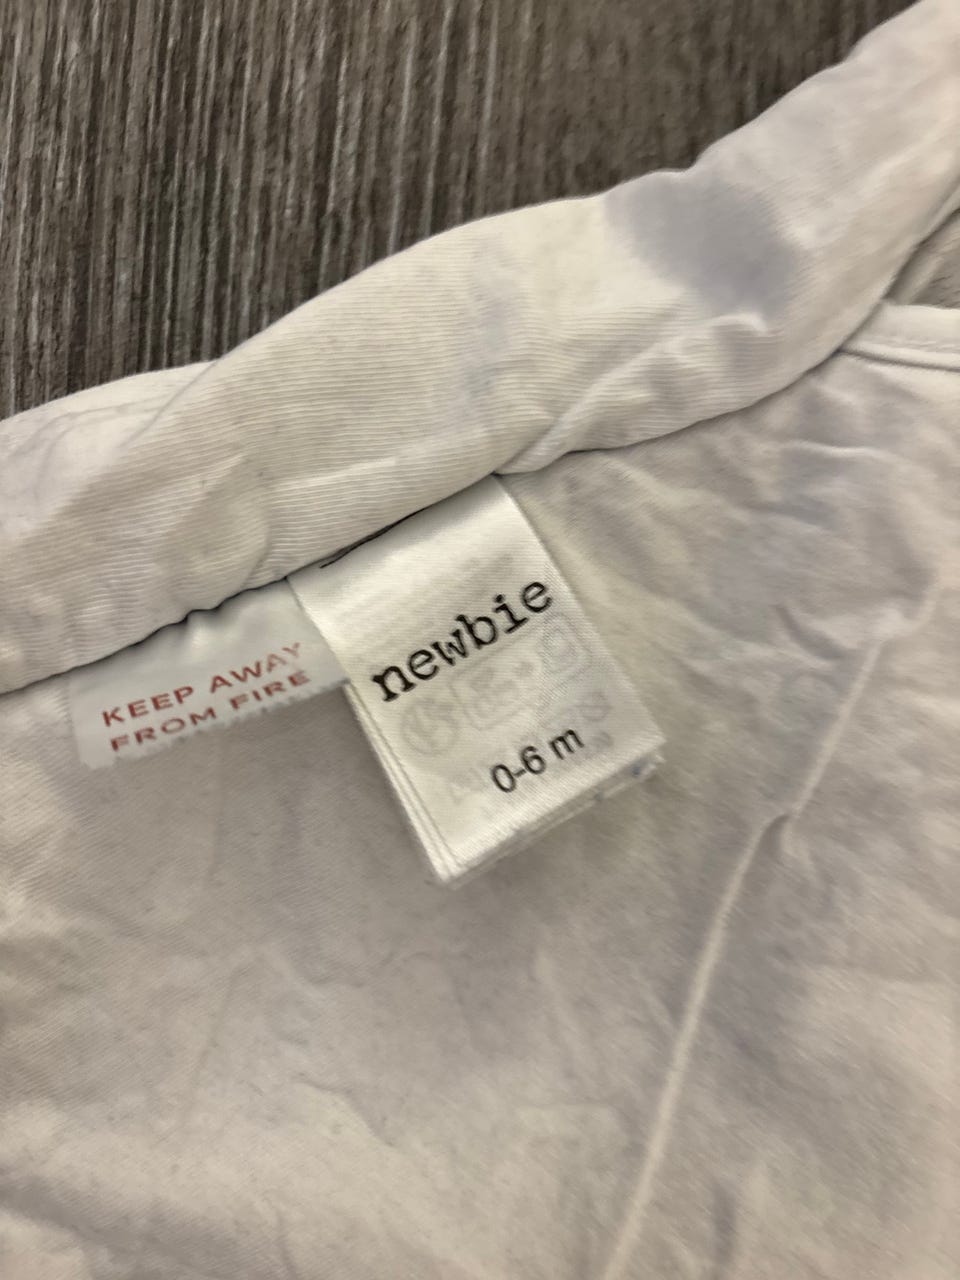 KEEP AWAY
FROM FIRE
newbie
0-6 m